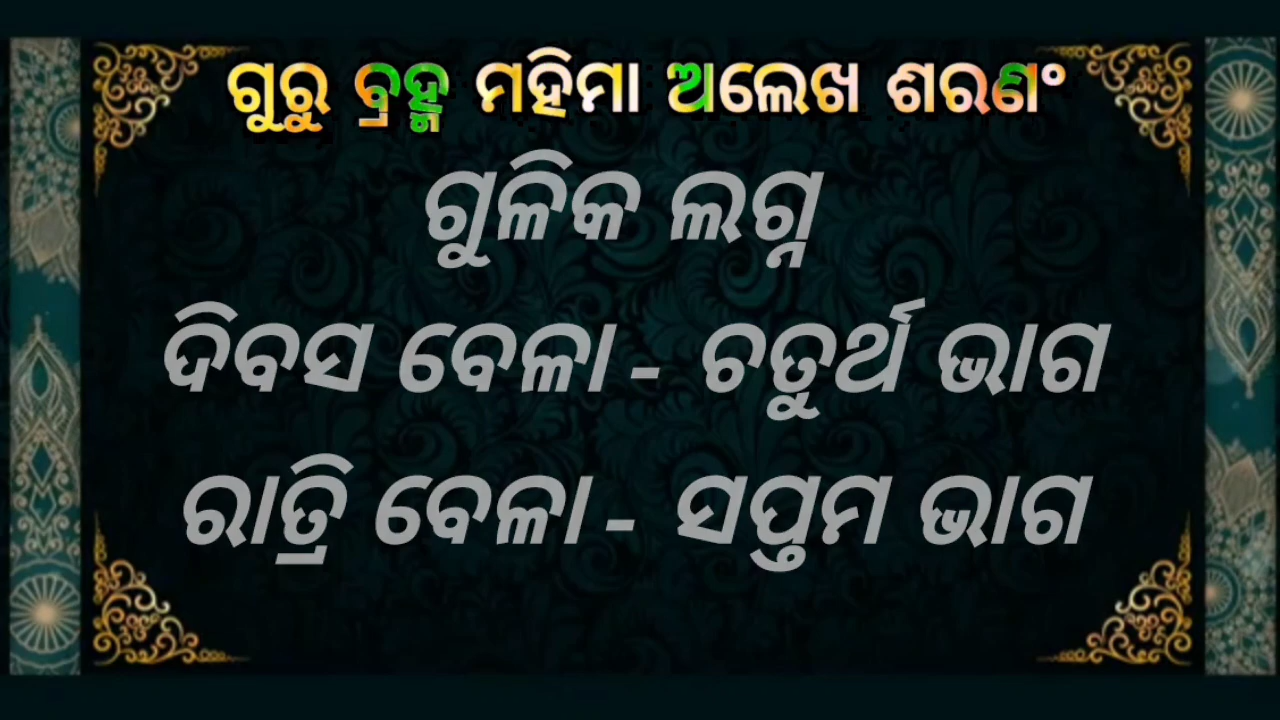 ଗୁରୁ ବ୍ରହ୍ମ ମହିମା ଅଲେଖ ଶରଣଂ
ଗୁଳିକ ଲଗ୍ନ
ଦିବସ ବେଳା - ଚତୁର୍ଥ ଭାଗ
ରାତ୍ରି ବେଳା - ସପ୍ତମ ଭାଗ